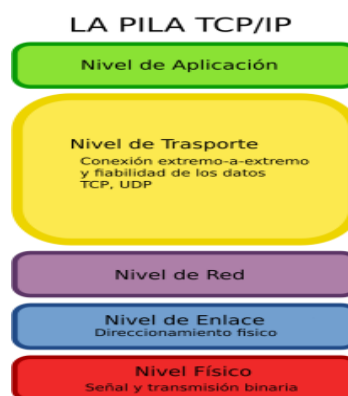 LA PILA TCP/IP
Nivel de Aplicación
Nivel de Trasporte
Conexión extremo-a-extremo
y fiabilidad de los datos
TCP, UDP
Nivel de Red
Nivel de Enlace
Direccionamiento fisico
Nivel Físico
Señal y transmisión binaria